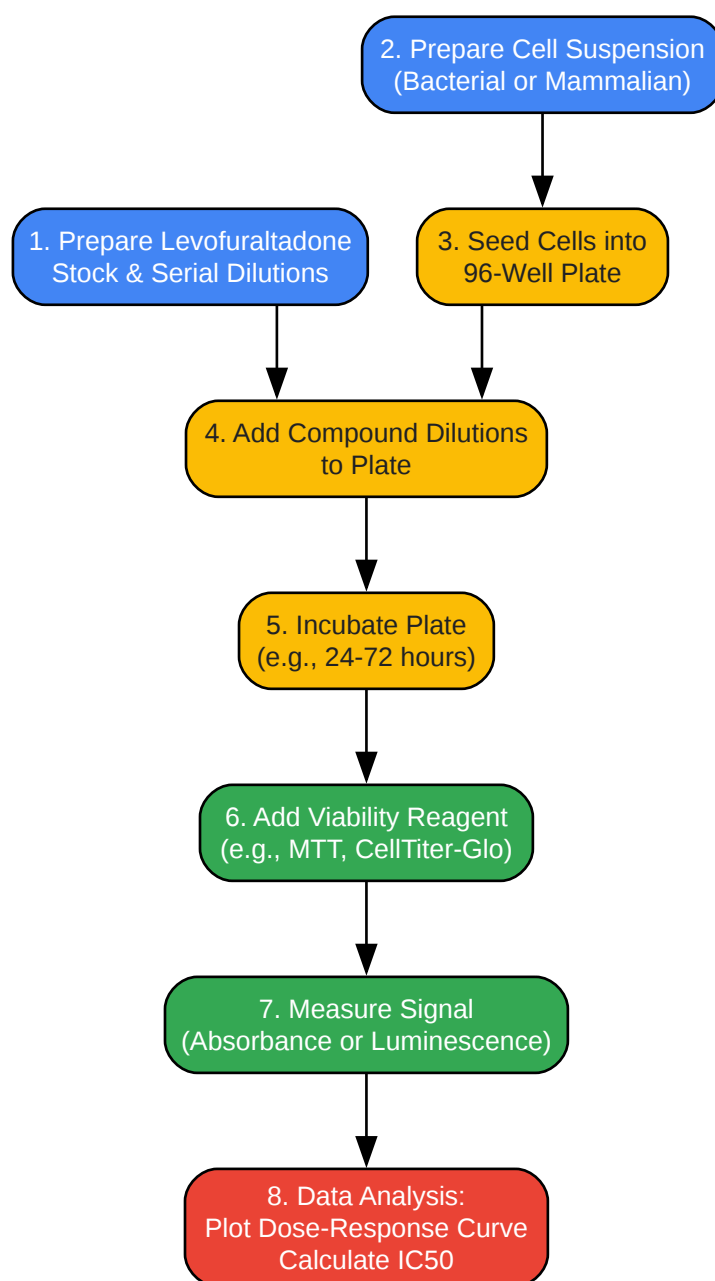 2. Prepare Cell Suspension
(Bacterial or Mammalian)
1. Prepare Levofuraltadone
Stock & Serial Dilutions
3. Seed Cells into
96-Well Plate
4. Add Compound Dilutions
to Plate
5. Incubate Plate
(e.g., 24-72 hours)
6. Add Viability Reagent
(e.g., MTT, CellTiter-Glo)
7. Measure Signal
(Absorbance or Luminescence)
8. Data Analysis:
Plot Dose-Response Curve
Calculate IC50